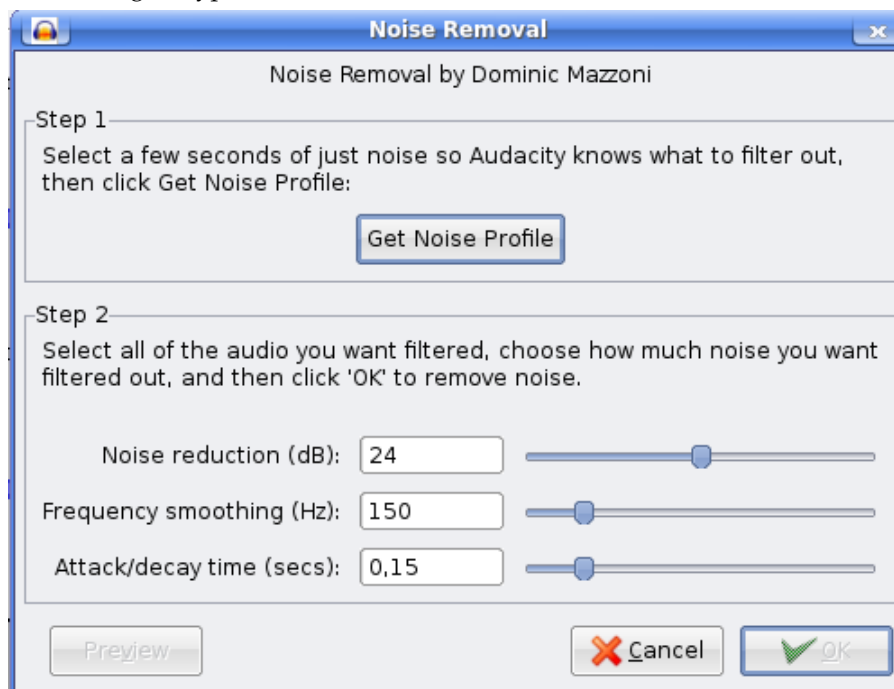 Noise Removal
Noise Removal by Dominic Mazzoni
Step 1
Select a few seconds of just noise so Audacity knows what to filter out,
then click Get Noise Profile:
Get Noise Profile
Step 2
Select all of the audio you want filtered, choose how much noise you want
filtered out, and then click 'OK' to remove noise.
Noise reduction (dB): 24
Frequency smoothing (Hz): 150
Attack/decay time (secs): 0,15
Preview Cancel OK